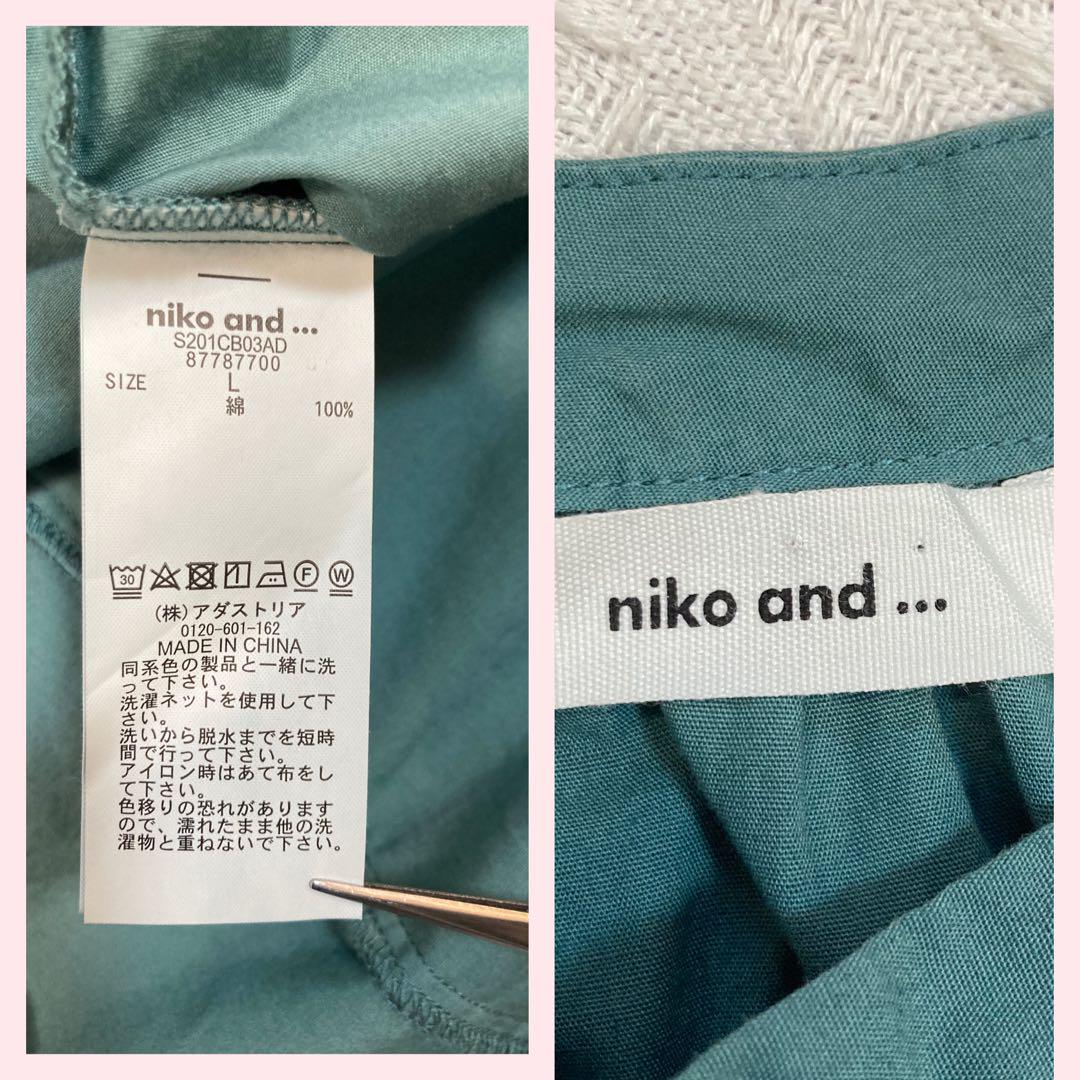 niko and ...
S201CB03AD
87787700
SIZE L
綿 100%
30 1 F W
(株)アダストリア
0120-601-162
MADE IN CHINA
同系色の製品と一緒に洗
って下さい。
洗濯ネットを使用して下
さい。
洗いから脱水までを短時
間で行って下さい。
アイロン時はあて布をし
て下さい。
色移りの恐れがあります
ので、濡れたまま他の洗
濯物と重ねないで下さい。
niko and ...